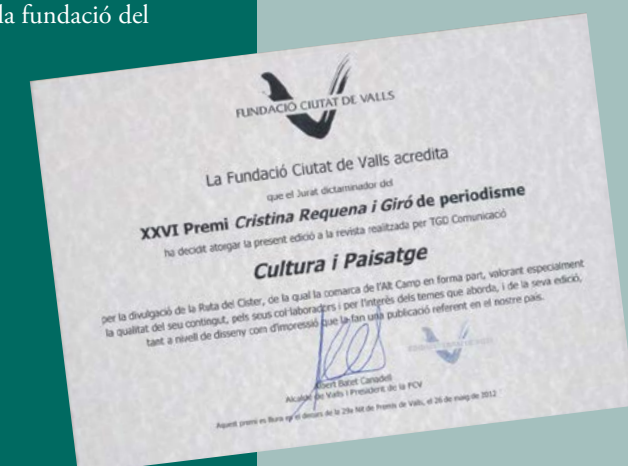 la fundació del
FUNDACIÓ CIUTAT DE VALLS
La Fundació Ciutat de Valls acredita
que el Jurat dictaminador del
XXVI Premi Cristina Requena i Giró de periodisme
ha decidit atorgar la present edició a la revista realitzada per TGD Comunicació
Cultura i Paisatge
per la divulgació de la Ruta del Cister, de la qual la comarca de l'Alt Camp en forma part, valorant especialment
la qualitat del seu contingut, pels seus col·laboradors i per l'interès dels temes que aborda, i de la seva edició,
tant a nivell de disseny com d'impressió que la fan una publicació referent en el nostre país.
Albert Batet Canadell
Alcalde de Valls i President de la FCV
Aquest premi es lliura en el decurs de la 29a Nit de Premis de Valls, el 26 de maig de 2012